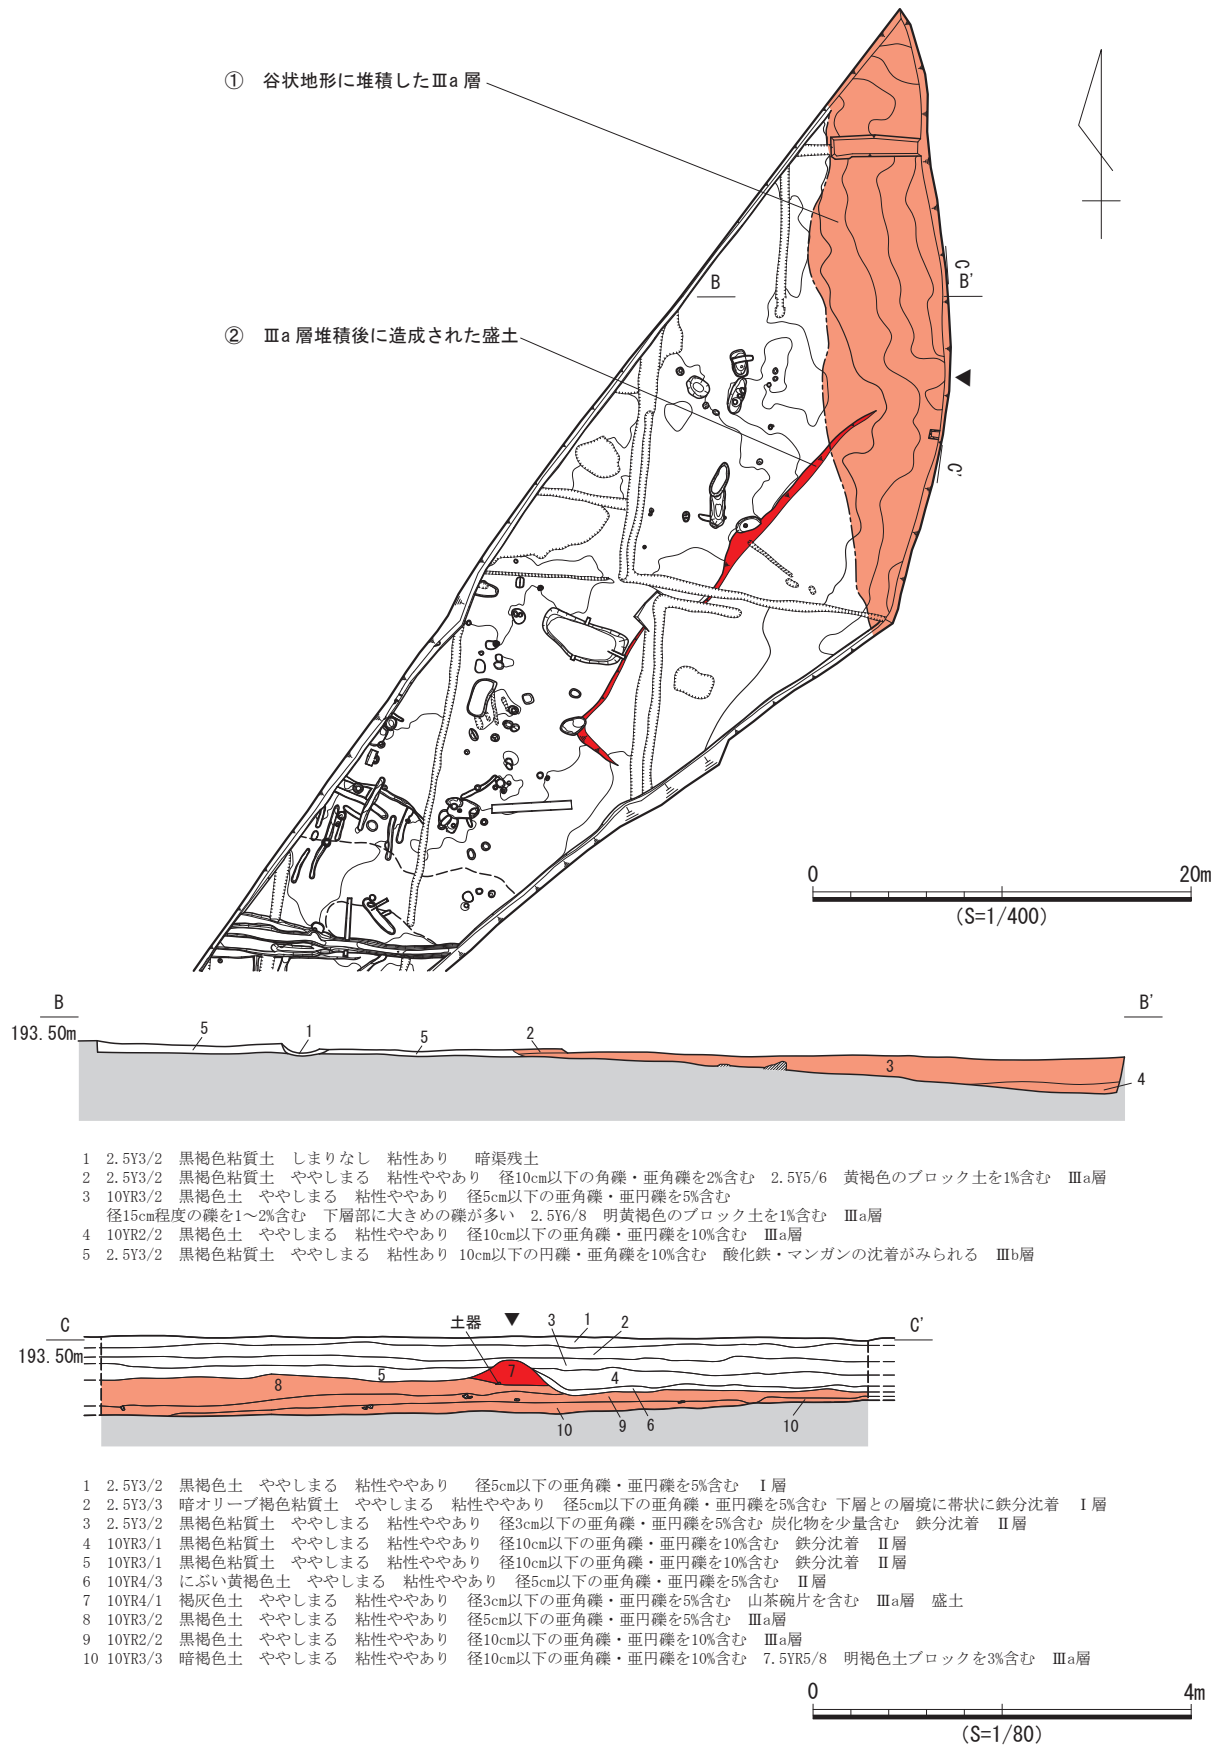 ① 谷状地形に堆積したⅢa 層
C
B B'
② Ⅲa 層堆積後に造成された盛土
C'
0 20m
(S=1/400)
B B'
193.50m
5 1 5 2 3 4
1 2.5Y3/2 黒褐色粘質土 しまりなし 粘性あり 暗渠残土
2 2.5Y3/2 黒褐色粘質土 ややしまる 粘性ややあり 径10cm以下の角礫・亜角礫を2%含む 2.5Y5/6 黄褐色のブロック土を1%含む Ⅲa層
3 10YR3/2 黒褐色土 ややしまる 粘性ややあり 径5cm以下の亜角礫・亜円礫を5%含む
径15cm程度の礫を1～2%含む 下層部に大きめの礫が多い 2.5Y6/8 明黄褐色のブロック土を1%含む Ⅲa層
4 10YR2/2 黒褐色土 ややしまる 粘性ややあり 径10cm以下の亜角礫・亜円礫を10%含む Ⅲa層
5 2.5Y3/2 黒褐色粘質土 ややしまる 粘性あり 10cm以下の円礫・亜角礫を10%含む 酸化鉄・マンガンの沈着がみられる Ⅲb層
C 土器 3 1 2 C'
193.50m
8 5 7 4
10 9 6 10
1 2.5Y3/2 黒褐色土 ややしまる 粘性ややあり 径5cm以下の亜角礫・亜円礫を5%含む Ⅰ層
2 2.5Y3/3 暗オリーブ褐色粘質土 ややしまる 粘性ややあり 径5cm以下の亜角礫・亜円礫を5%含む 下層との層境に帯状に鉄分沈着 Ⅰ層
3 2.5Y3/2 黒褐色粘質土 ややしまる 粘性ややあり 径3cm以下の亜角礫・亜円礫を5%含む 炭化物を少量含む 鉄分沈着 Ⅱ層
4 10YR3/1 黒褐色粘質土 ややしまる 粘性ややあり 径10cm以下の亜角礫・亜円礫を10%含む 鉄分沈着 Ⅱ層
5 10YR3/1 黒褐色粘質土 ややしまる 粘性ややあり 径10cm以下の亜角礫・亜円礫を10%含む 鉄分沈着 Ⅱ層
6 10YR4/3 にぶい黄褐色土 ややしまる 粘性ややあり 径5cm以下の亜角礫・亜円礫を5%含む Ⅱ層
7 10YR4/1 褐灰色土 ややしまる 粘性ややあり 径3cm以下の亜角礫・亜円礫を5%含む 山茶碗片を含む Ⅲa層 盛土
8 10YR3/2 黒褐色土 ややしまる 粘性ややあり 径5cm以下の亜角礫・亜円礫を5%含む Ⅲa層
9 10YR2/2 黒褐色土 ややしまる 粘性ややあり 径10cm以下の亜角礫・亜円礫を10%含む Ⅲa層
10 10YR3/3 暗褐色土 ややしまる 粘性ややあり 径10cm以下の亜角礫・亜円礫を10%含む 7.5YR5/8 明褐色土ブロックを3%含む Ⅲa層
0 4m
(S=1/80)